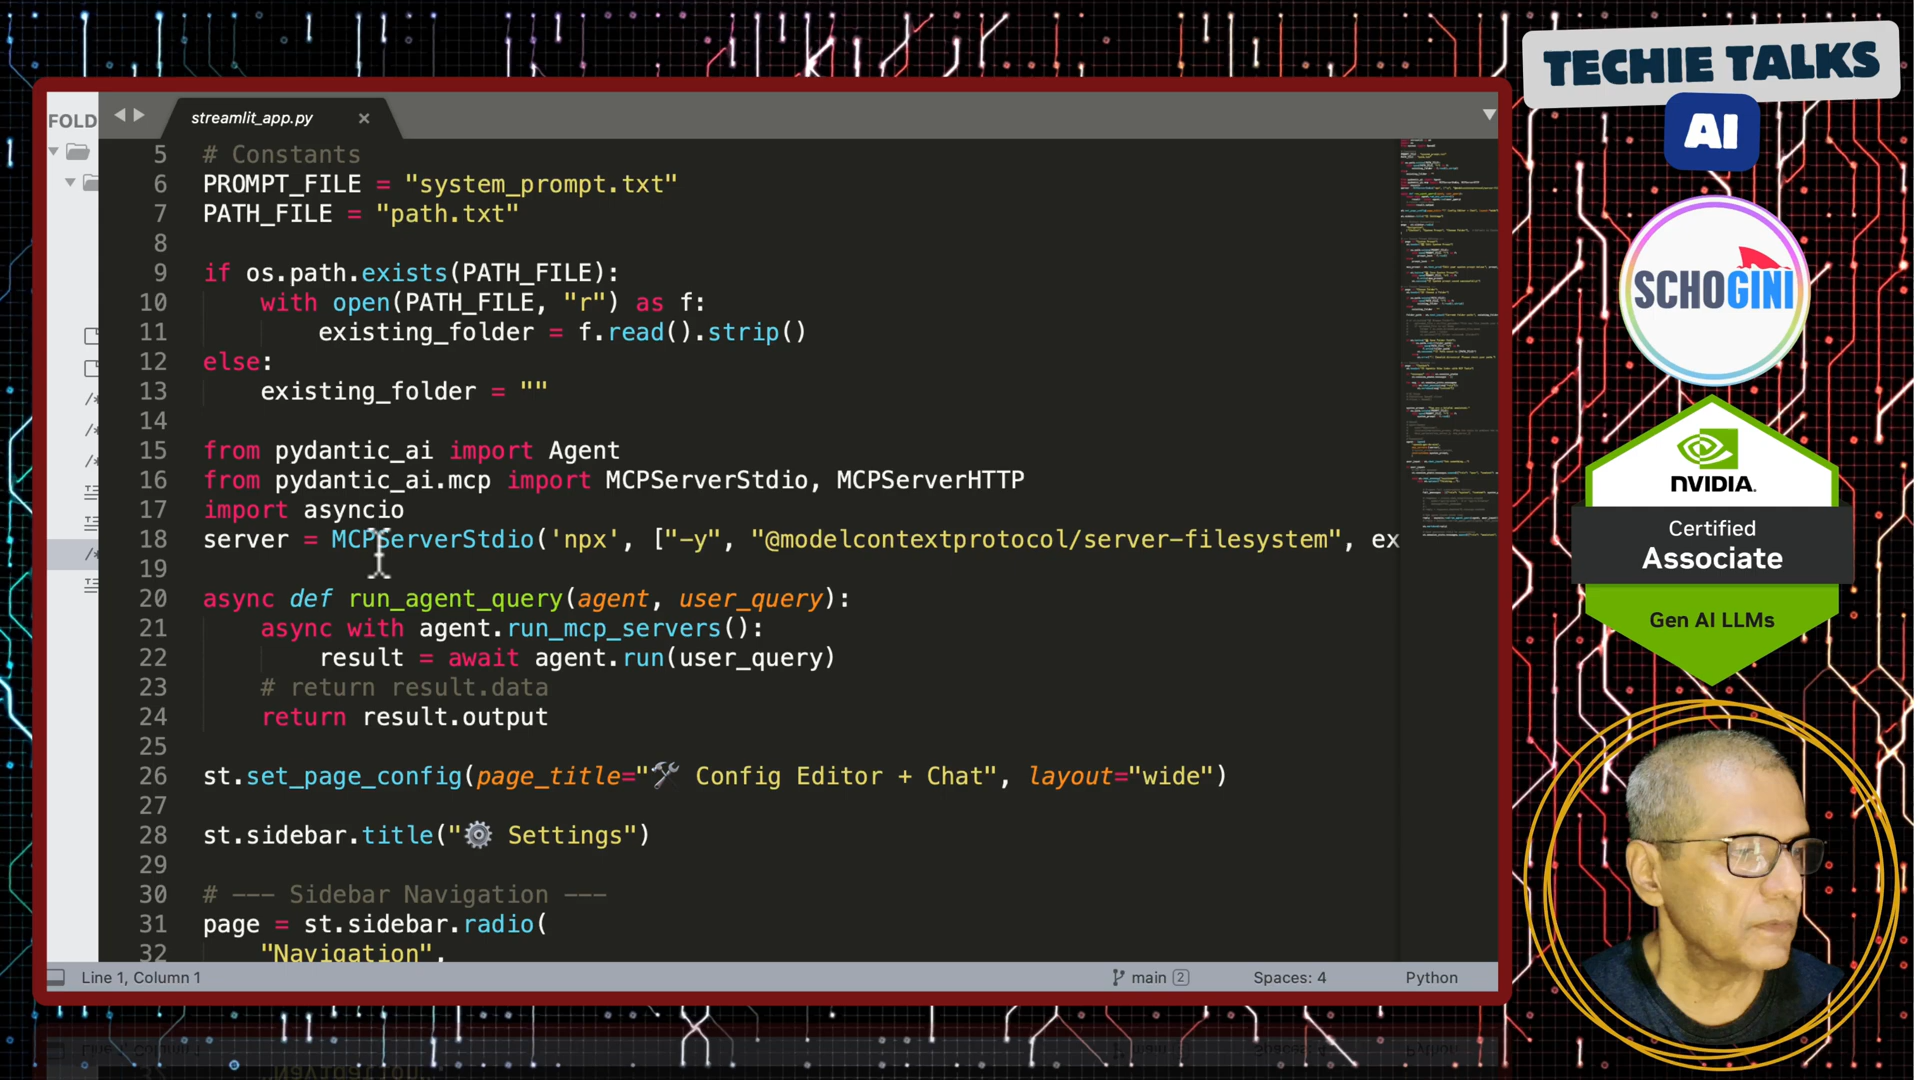 TECHIE TALKS
AI
SCHOGINI
NVIDIA.
Certified
Associate
Gen AI LLMs
FOLD
streamlit_app.py
5 # Constants
6 PROMPT_FILE = "system_prompt.txt"
7 PATH_FILE = "path.txt"
8
9 if os.path.exists(PATH_FILE):
10 with open(PATH_FILE, "r") as f:
11 existing_folder = f.read().strip()
12 else:
13 existing_folder = ""
14
15 from pydantic_ai import Agent
16 from pydantic_ai.mcp import MCPServerStdio, MCPServerHTTP
17 import asyncio
18 server = MCPServerStdio('npx', ["-y", "@modelcontextprotocol/server-filesystem", ex
19
20 async def run_agent_query(agent, user_query):
21 async with agent.run_mcp_servers():
22 result = await agent.run(user_query)
23 # return result.data
24 return result.output
25
26 st.set_page_config(page_title="🛠️ Config Editor + Chat", layout="wide")
27
28 st.sidebar.title("⚙️ Settings")
29
30 # --- Sidebar Navigation ---
31 page = st.sidebar.radio(
32 "Navigation",
Line 1, Column 1
main 2
Spaces: 4
Python